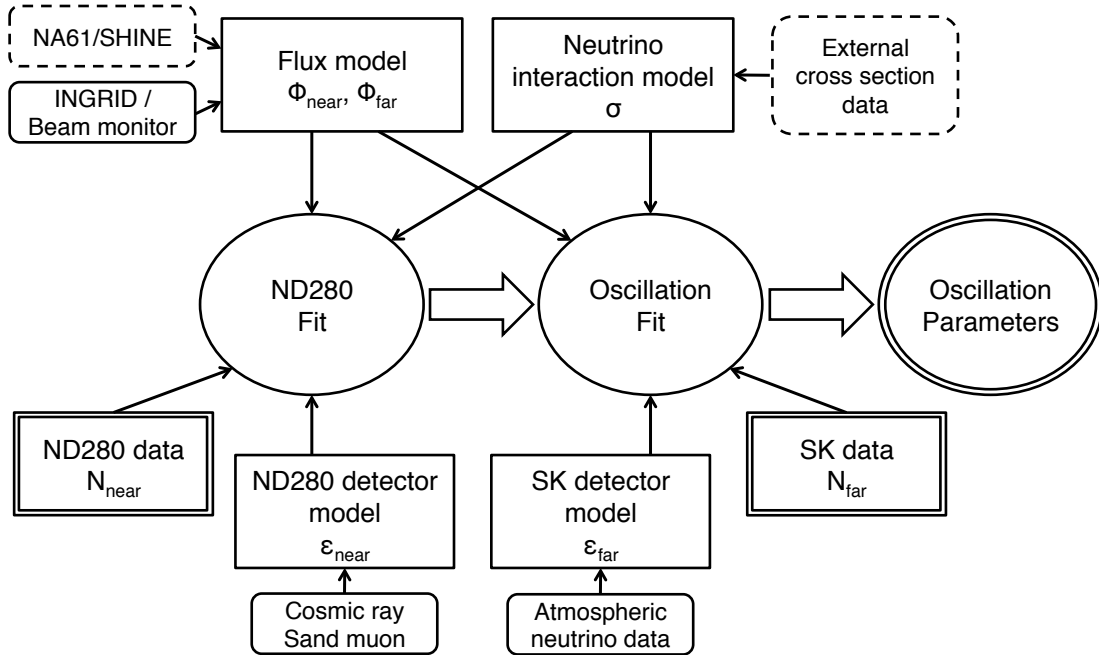 NA61/SHINE
INGRID /
Beam monitor
Flux model
Φnear, Φfar
Neutrino
interaction model
σ
External
cross section
data
ND280
Fit
Oscillation
Fit
Oscillation
Parameters
ND280 data
Nnear
ND280 detector
model
εnear
SK detector
model
εfar
SK data
Nfar
Cosmic ray
Sand muon
Atmospheric
neutrino data